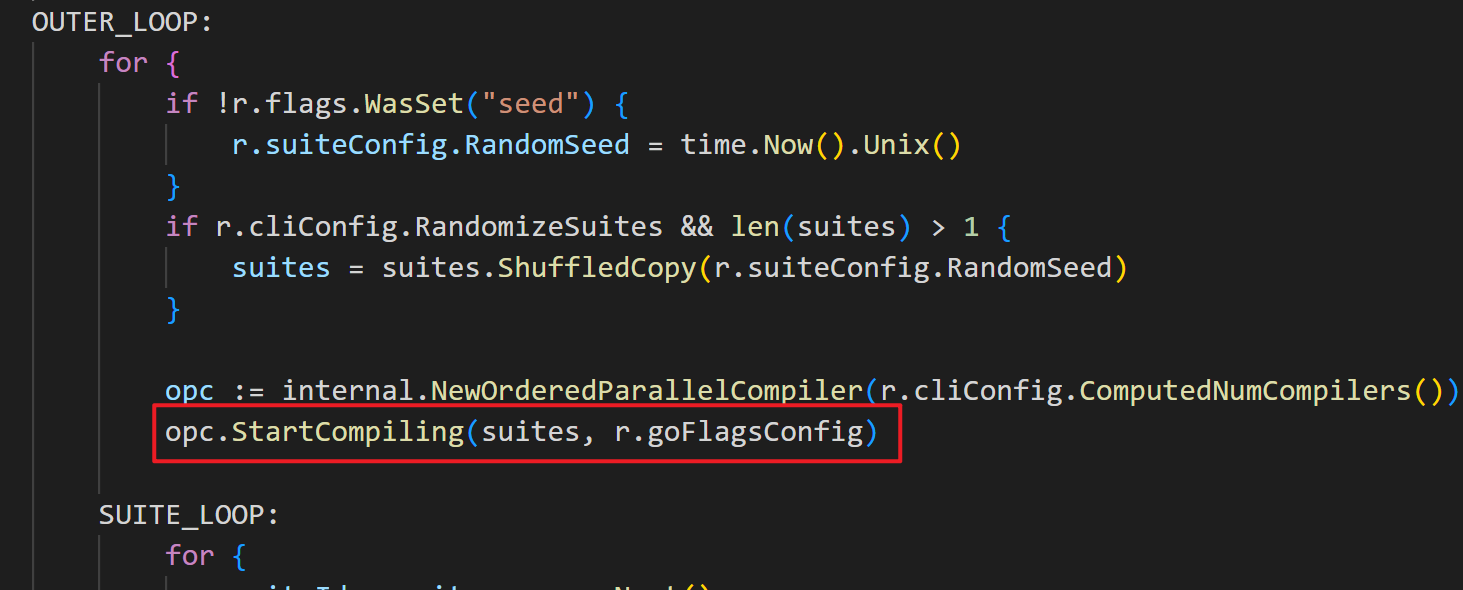 OUTER_LOOP:
for {
if !r.flags.WasSet("seed") {
r.suiteConfig.RandomSeed = time.Now().Unix()
}
if r.cliConfig.RandomizeSuites && len(suites) > 1 {
suites = suites.ShuffledCopy(r.suiteConfig.RandomSeed)
}
opc := internal.NewOrderedParallelCompiler(r.cliConfig.ComputedNumCompilers())
opc.StartCompiling(suites, r.goFlagsConfig)
SUITE_LOOP:
for {